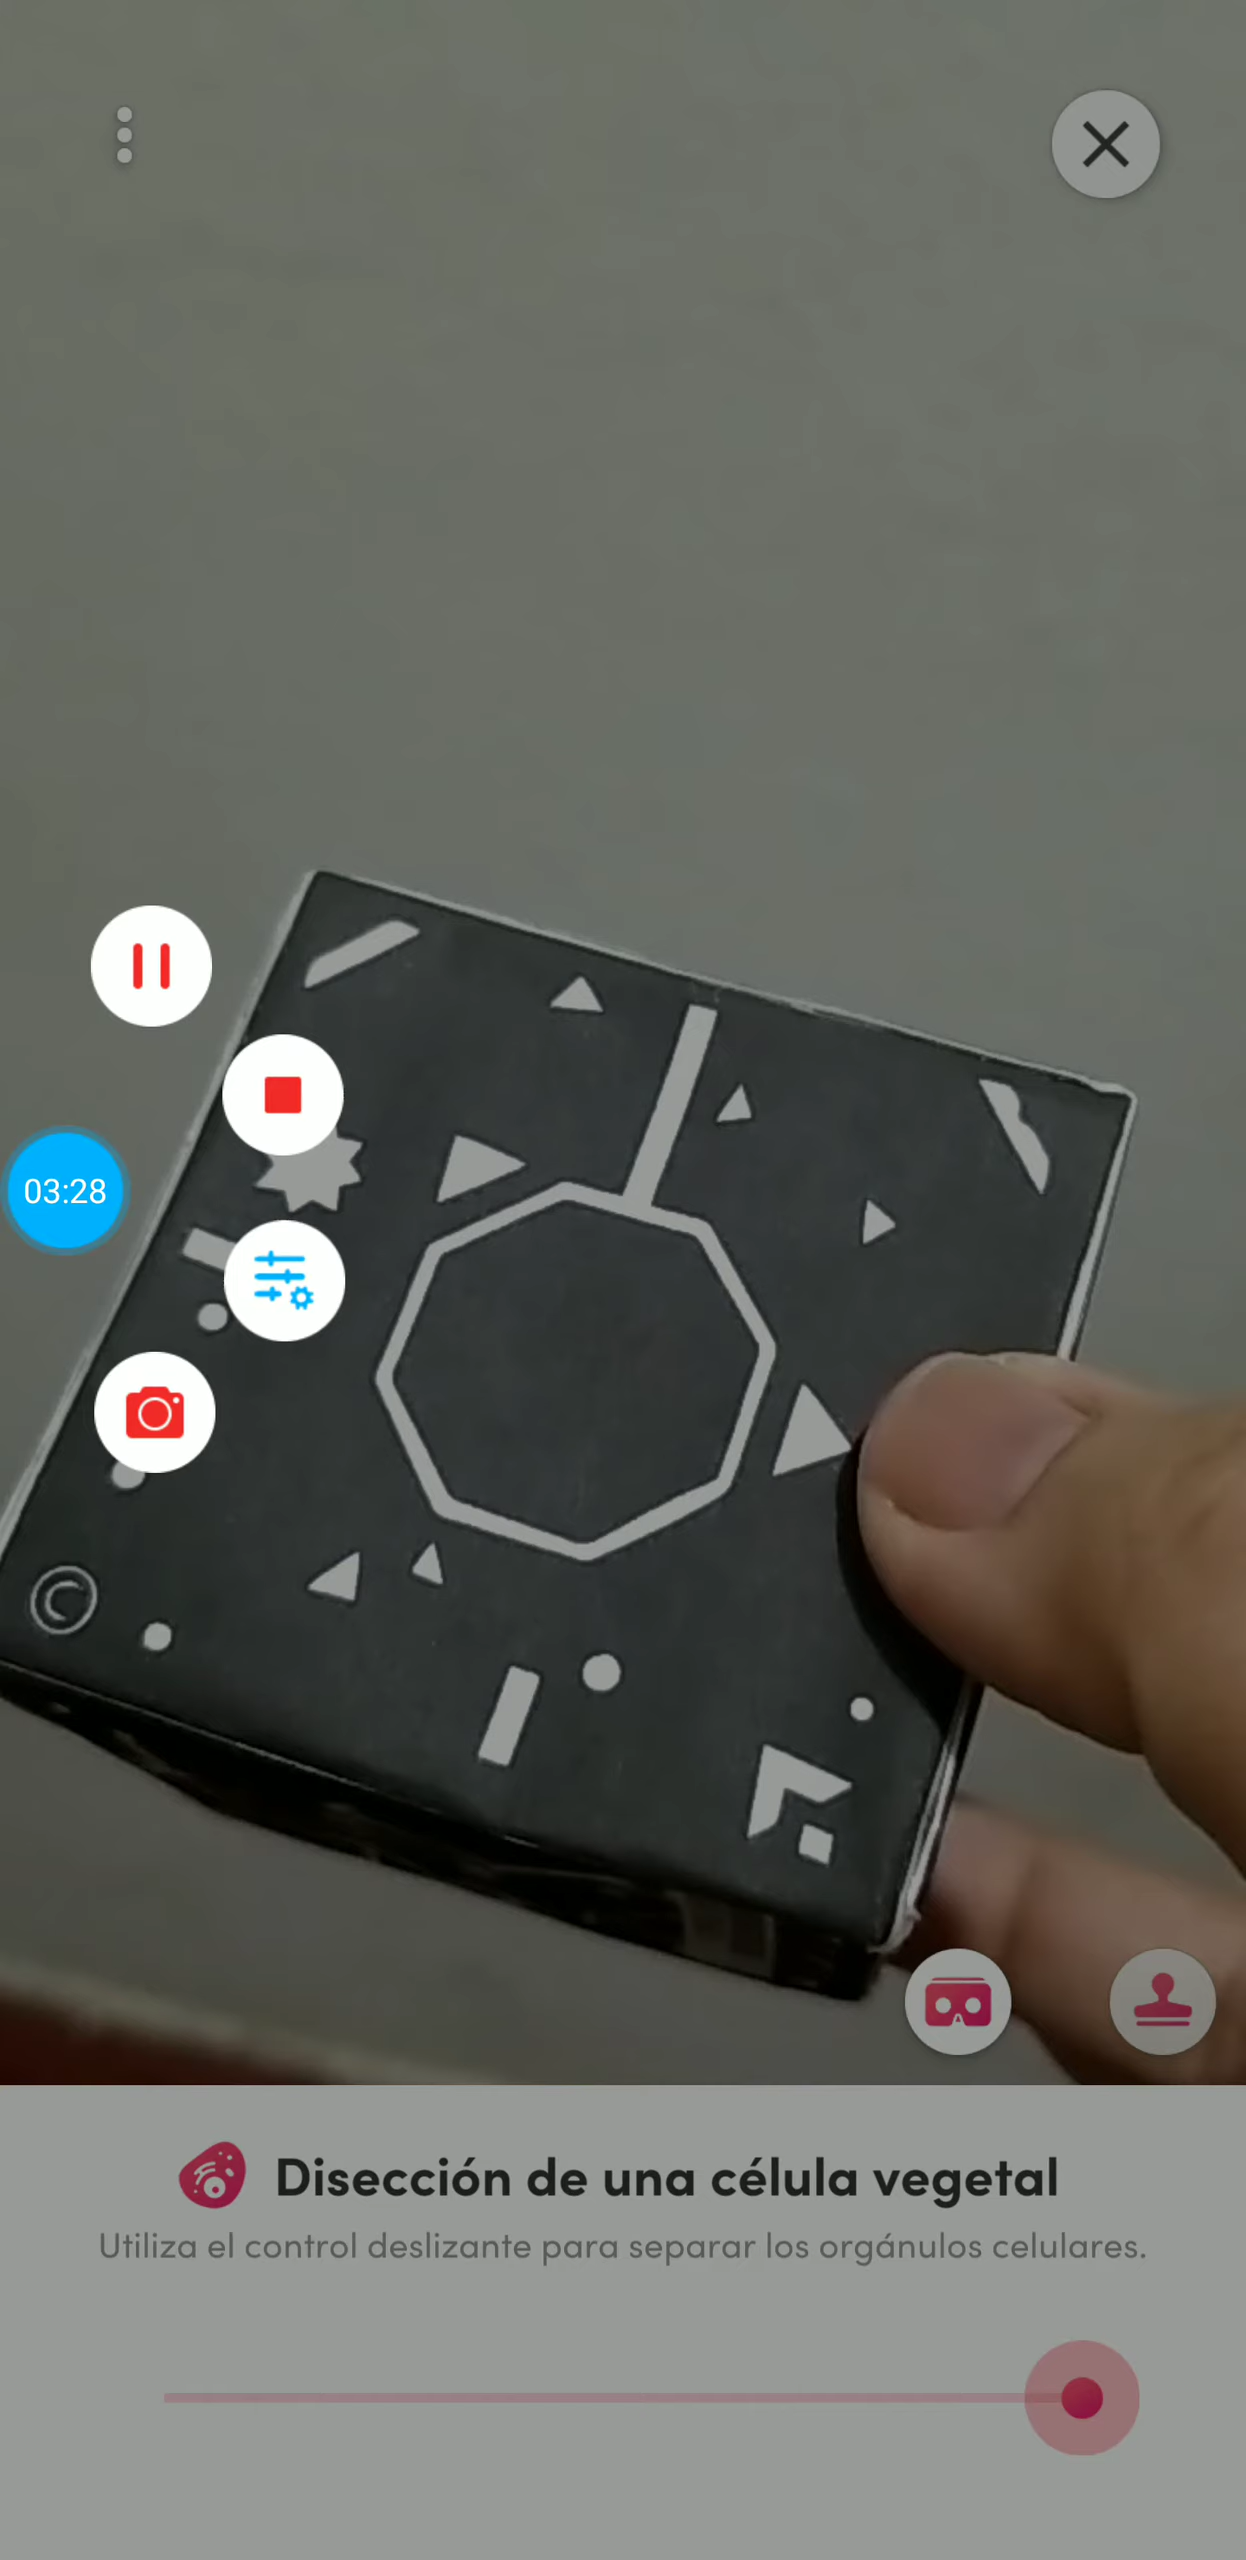 03:28
©
Disección de una célula vegetal
Utiliza el control deslizante para separar los orgánulos celulares.